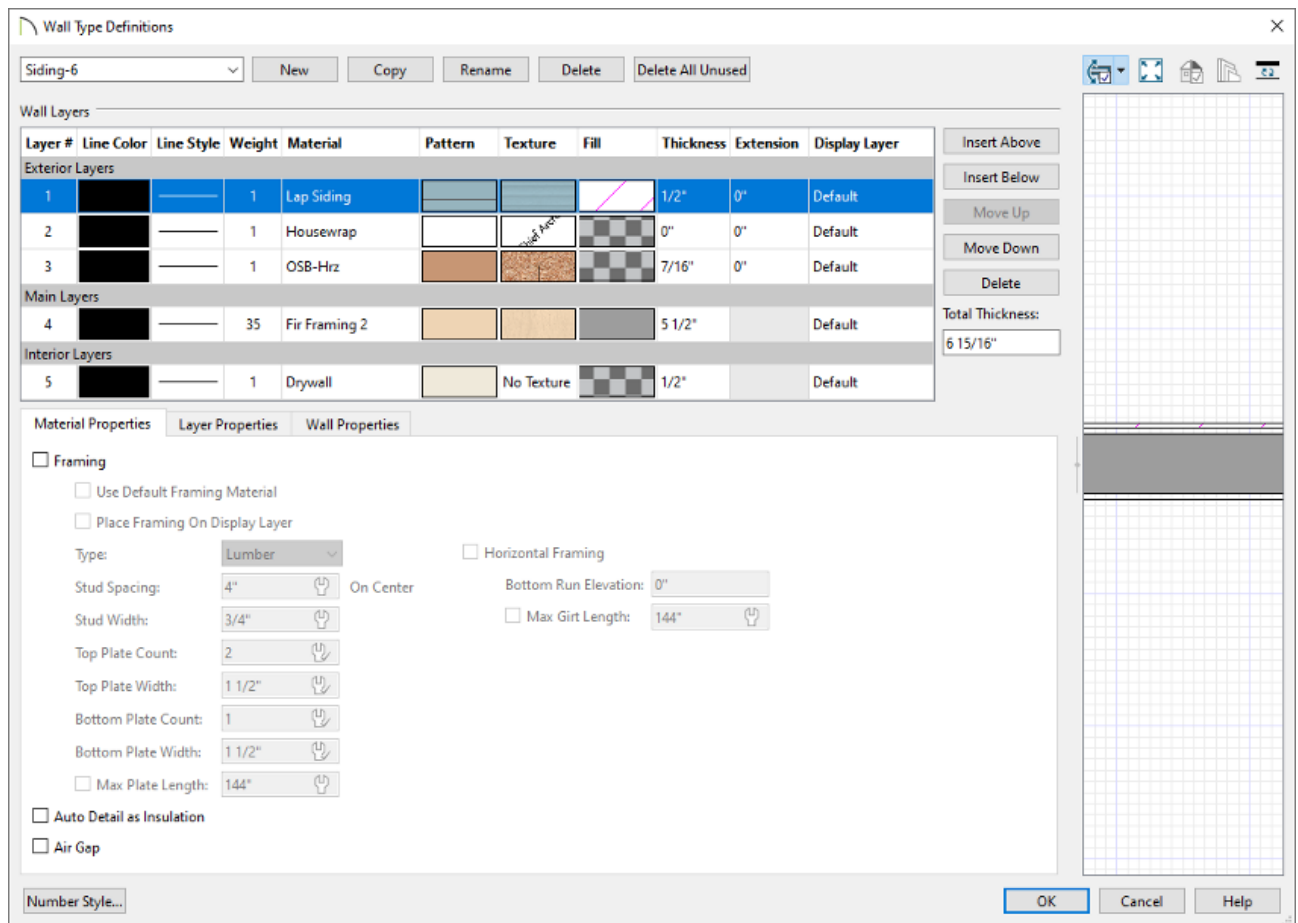 Wall Type Definitions
Siding-6 New Copy Rename Delete Delete All Unused
Wall Layers
Layer # Line Color Line Style Weight Material Pattern Texture Fill Thickness Extension Display Layer
Exterior Layers
1 1 Lap Siding 1/2" 0" Default
2 1 Housewrap Chief 0" 0" Default
3 1 OSB-Hrz 7/16" 0" Default
Main Layers
4 35 Fir Framing 2 5 1/2" Default
Interior Layers
5 1 Drywall No Texture 1/2" Default
Insert Above
Insert Below
Move Up
Move Down
Delete
Total Thickness:
6 15/16"
Material Properties Layer Properties Wall Properties
Framing
Use Default Framing Material
Place Framing On Display Layer
Type: Lumber
Stud Spacing: 4" On Center
Stud Width: 3/4"
Top Plate Count: 2
Top Plate Width: 1 1/2"
Bottom Plate Count: 1
Bottom Plate Width: 1 1/2"
Max Plate Length: 144"
Horizontal Framing
Bottom Run Elevation: 0"
Max Girt Length: 144"
Auto Detail as Insulation
Air Gap
Number Style... OK Cancel Help